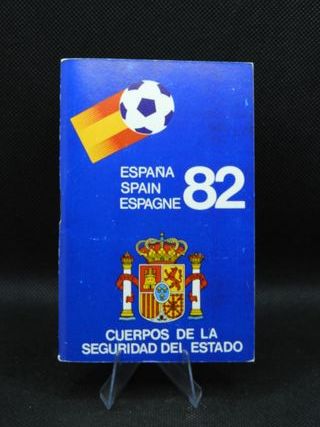 ESPAÑA
SPAIN
ESPAGNE 82
CUERPOS DE LA
SEGURIDAD DEL ESTADO